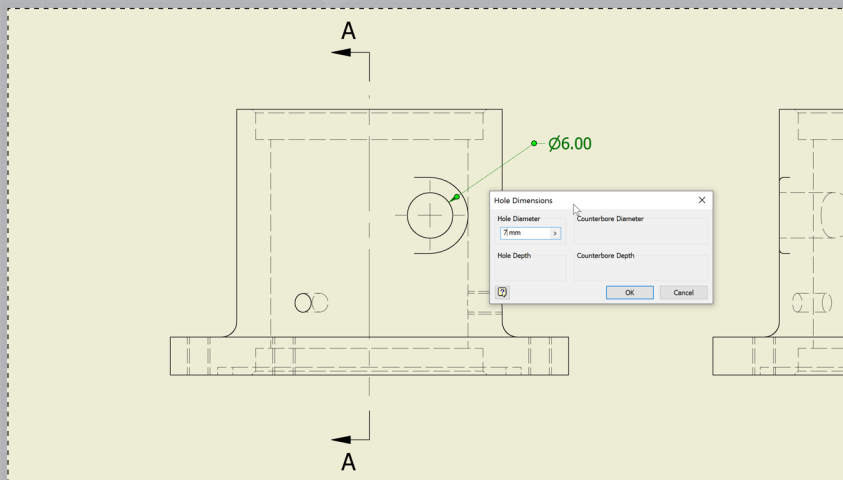 A
Ø6.00
Hole Dimensions
Hole Diameter
Counterbore Diameter
7 mm
>
Hole Depth
Counterbore Depth
?
OK
Cancel
A